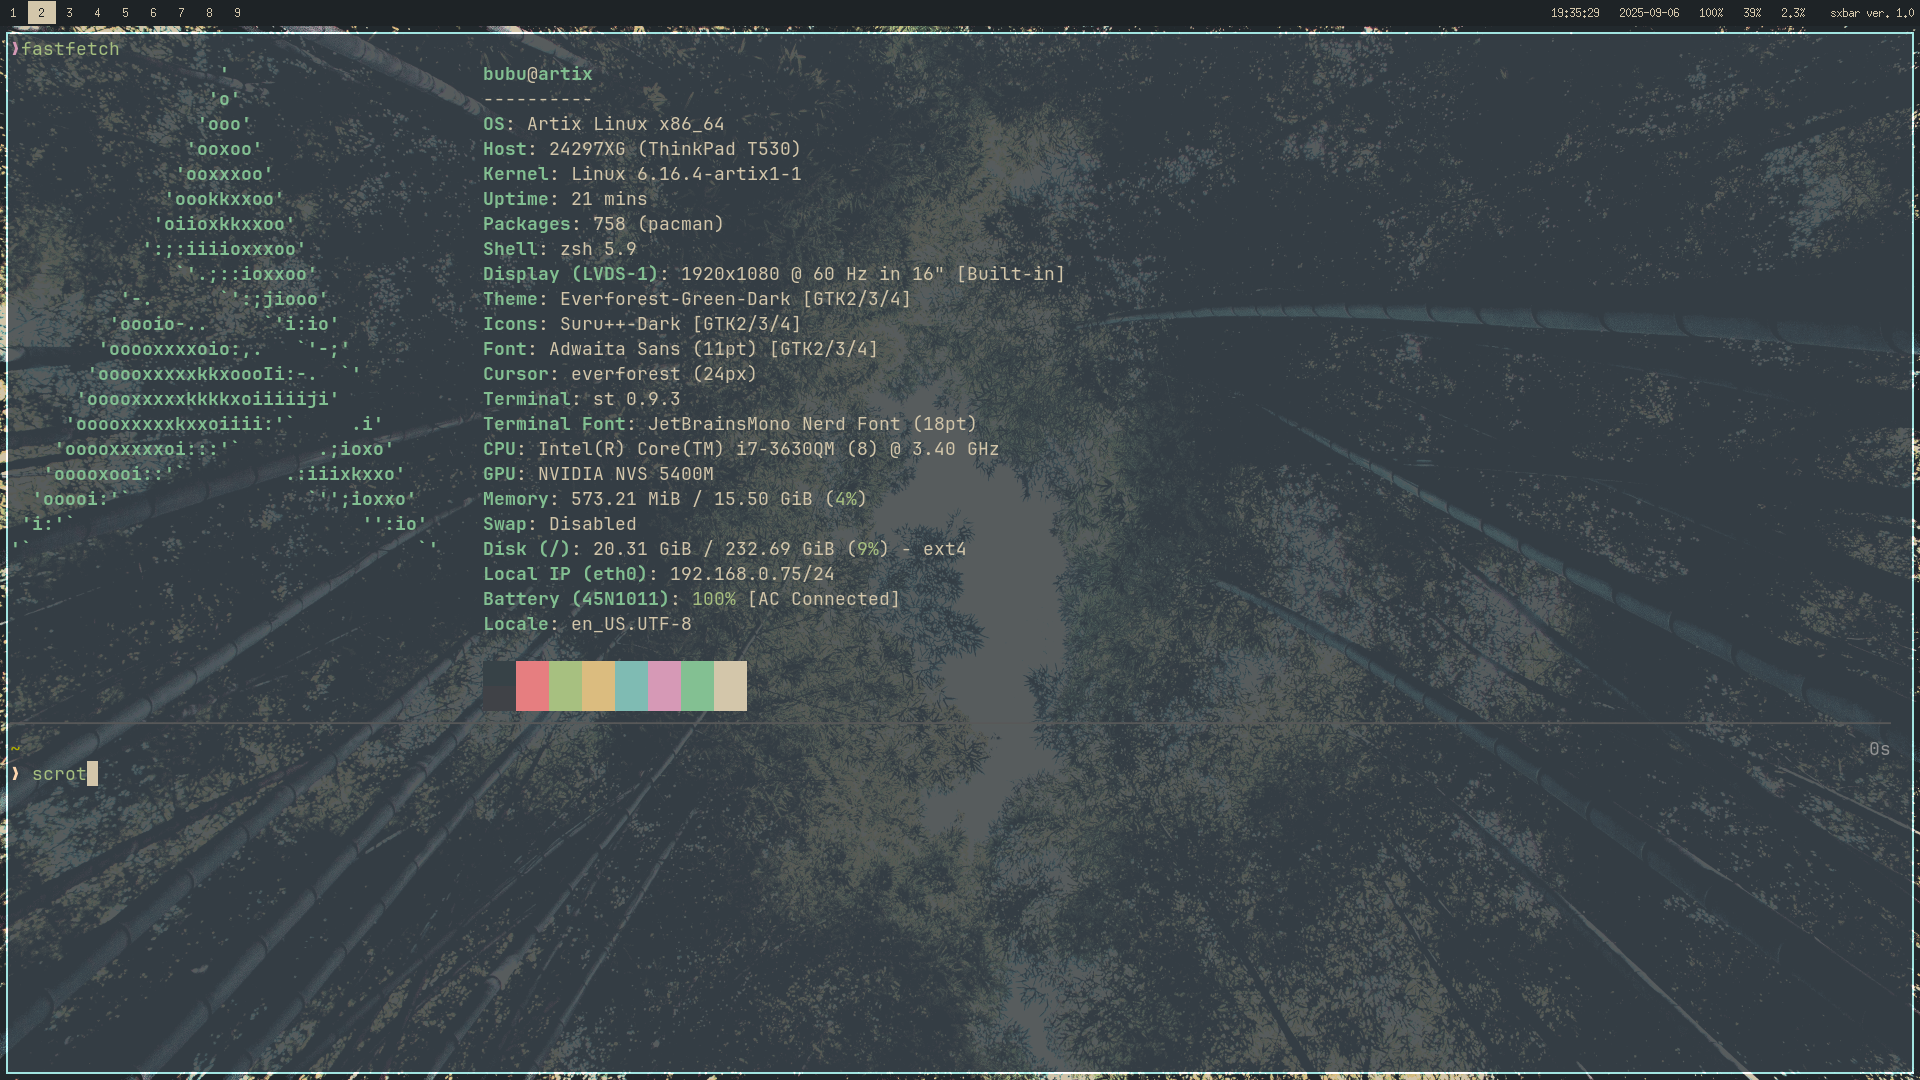 1 2 3 4 5 6 7 8 9 19:35:29 2025-09-06 100% 39% 2.3% sxbar ver. 1.0
❱fastfetch
'
'o'
'ooo'
'ooxoo'
'ooxxxoo'
'oookkxxoo'
'oiioxkkxxoo'
':;:iiiioxxxoo'
`'.;::ioxxoo'
'-.      `':;jiooo'
'oooio-..     `'i:io'
'ooooxxxxoio:,.   `'-;'
'ooooxxxxxkkxoooIi:-.  `'
'ooooxxxxxkkkkxoiiiiiji'
'ooooxxxxxkxxoiiii:'`     .i'
'ooooxxxxxoi:::'`       .;ioxo'
'ooooxooi::'`         .:iiixkxxo'
'ooooi:'`                `'';ioxxo'
'i:'`                          '':io'
'`                                   `'
bubu@artix
----------
OS: Artix Linux x86_64
Host: 24297XG (ThinkPad T530)
Kernel: Linux 6.16.4-artix1-1
Uptime: 21 mins
Packages: 758 (pacman)
Shell: zsh 5.9
Display (LVDS-1): 1920x1080 @ 60 Hz in 16" [Built-in]
Theme: Everforest-Green-Dark [GTK2/3/4]
Icons: Suru++-Dark [GTK2/3/4]
Font: Adwaita Sans (11pt) [GTK2/3/4]
Cursor: everforest (24px)
Terminal: st 0.9.3
Terminal Font: JetBrainsMono Nerd Font (18pt)
CPU: Intel(R) Core(TM) i7-3630QM (8) @ 3.40 GHz
GPU: NVIDIA NVS 5400M
Memory: 573.21 MiB / 15.50 GiB (4%)
Swap: Disabled
Disk (/): 20.31 GiB / 232.69 GiB (9%) - ext4
Local IP (eth0): 192.168.0.75/24
Battery (45N1011): 100% [AC Connected]
Locale: en_US.UTF-8
~ 0s
❱ scrot